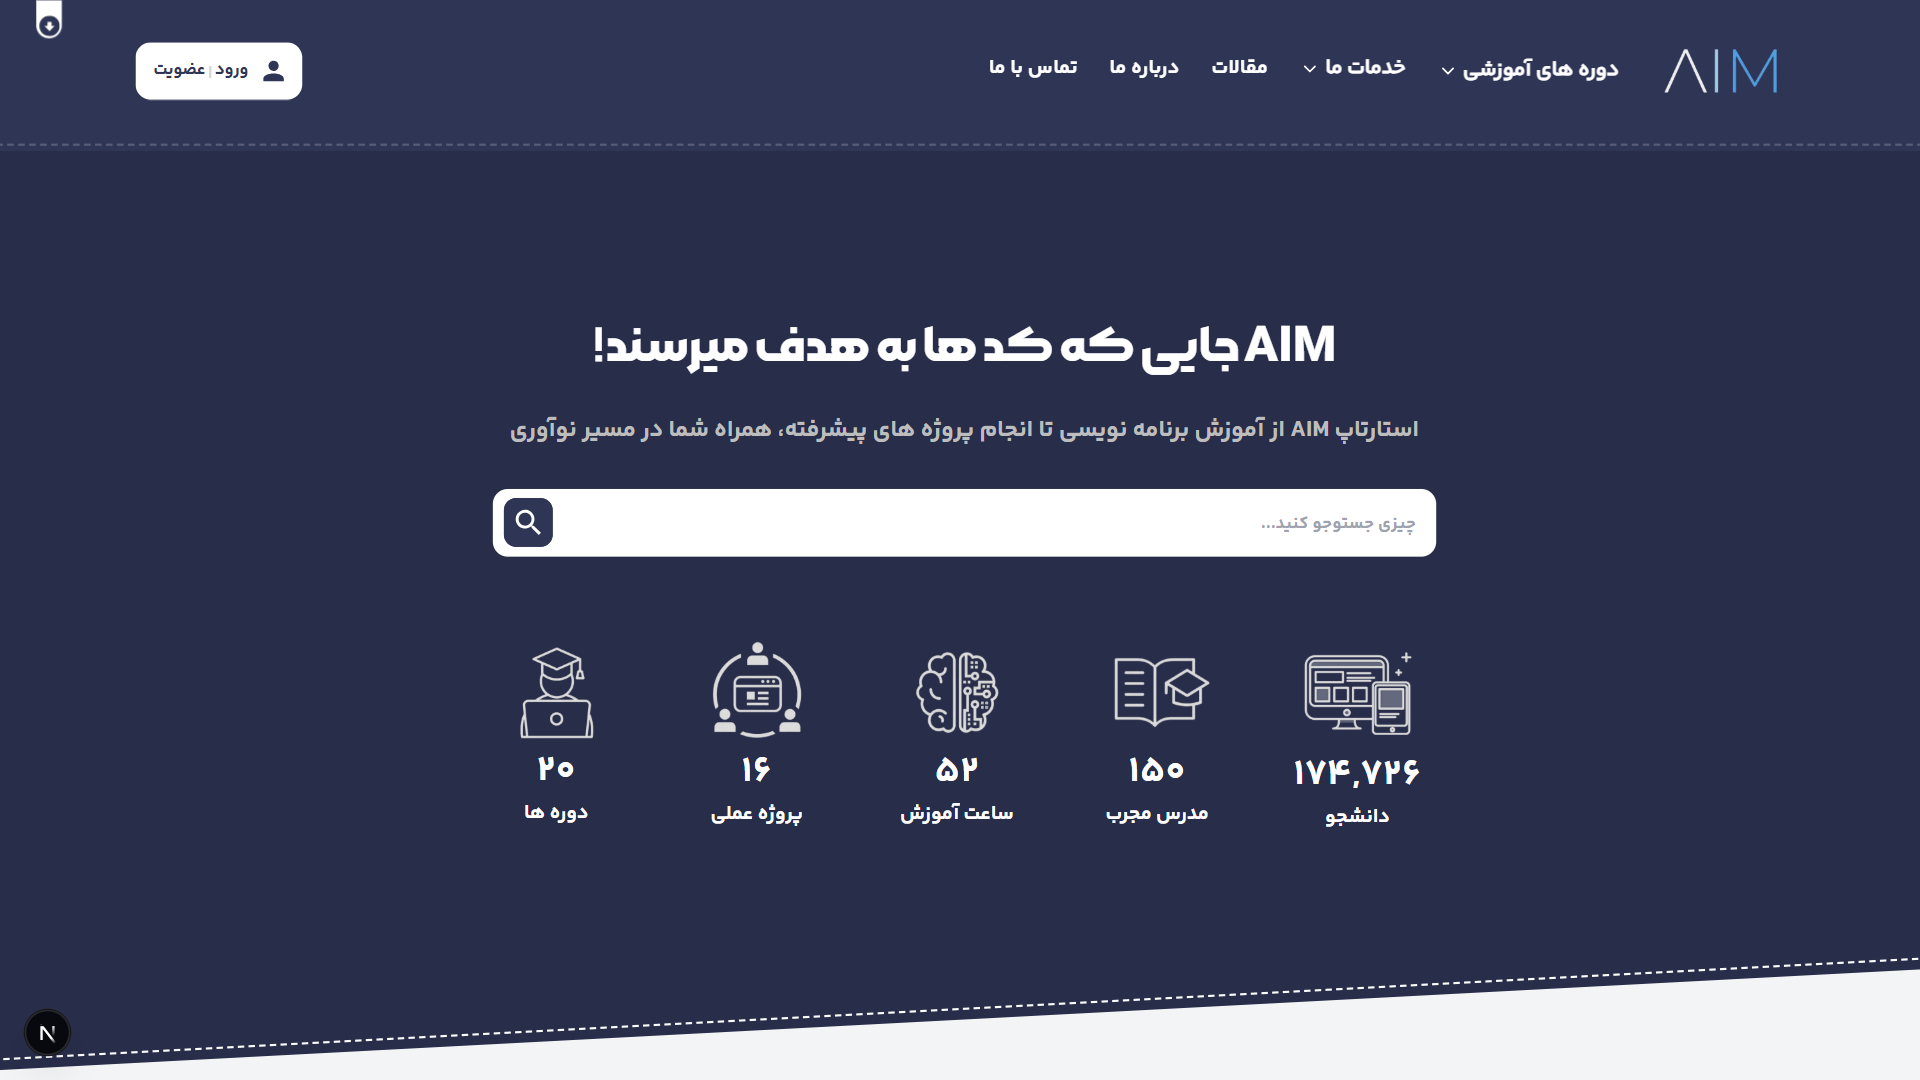 AIM
دوره های آموزشی
خدمات ما
مقالات
درباره ما
تماس با ما
ورود | عضویت
AIM جایی که کد ها به هدف میرسند!
استارتاپ AIM از آموزش برنامه نویسی تا انجام پروژه های پیشرفته، همراه شما در مسیر نوآوری
چیزی جستوجو کنید...
۱۷۴,۷۲۶
دانشجو
۱۵۰
مدرس مجرب
۵۲
ساعت آموزش
۱۶
پروژه عملی
۲۰
دوره ها
N